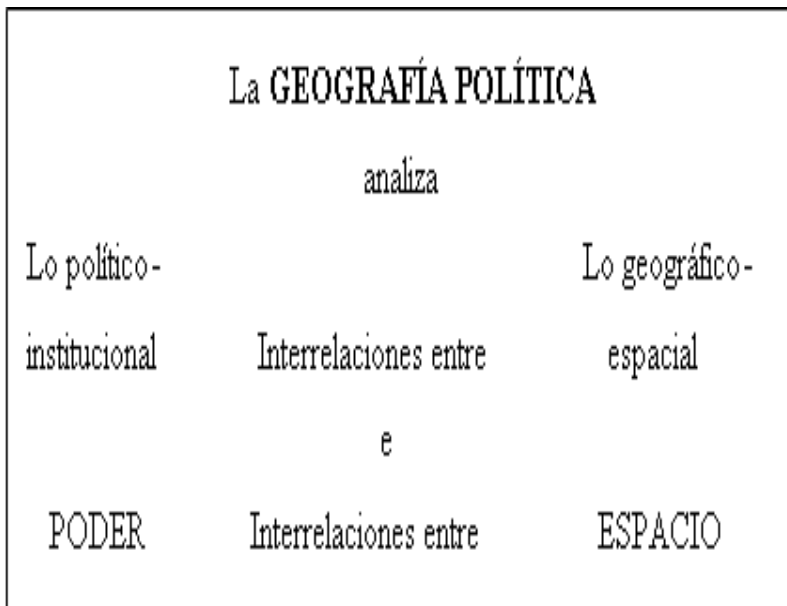 La GEOGRAFÍA POLÍTICA
analiza
Lo político- Lo geográfico-
institucional Interrelaciones entre espacial
e
PODER Interrelaciones entre ESPACIO